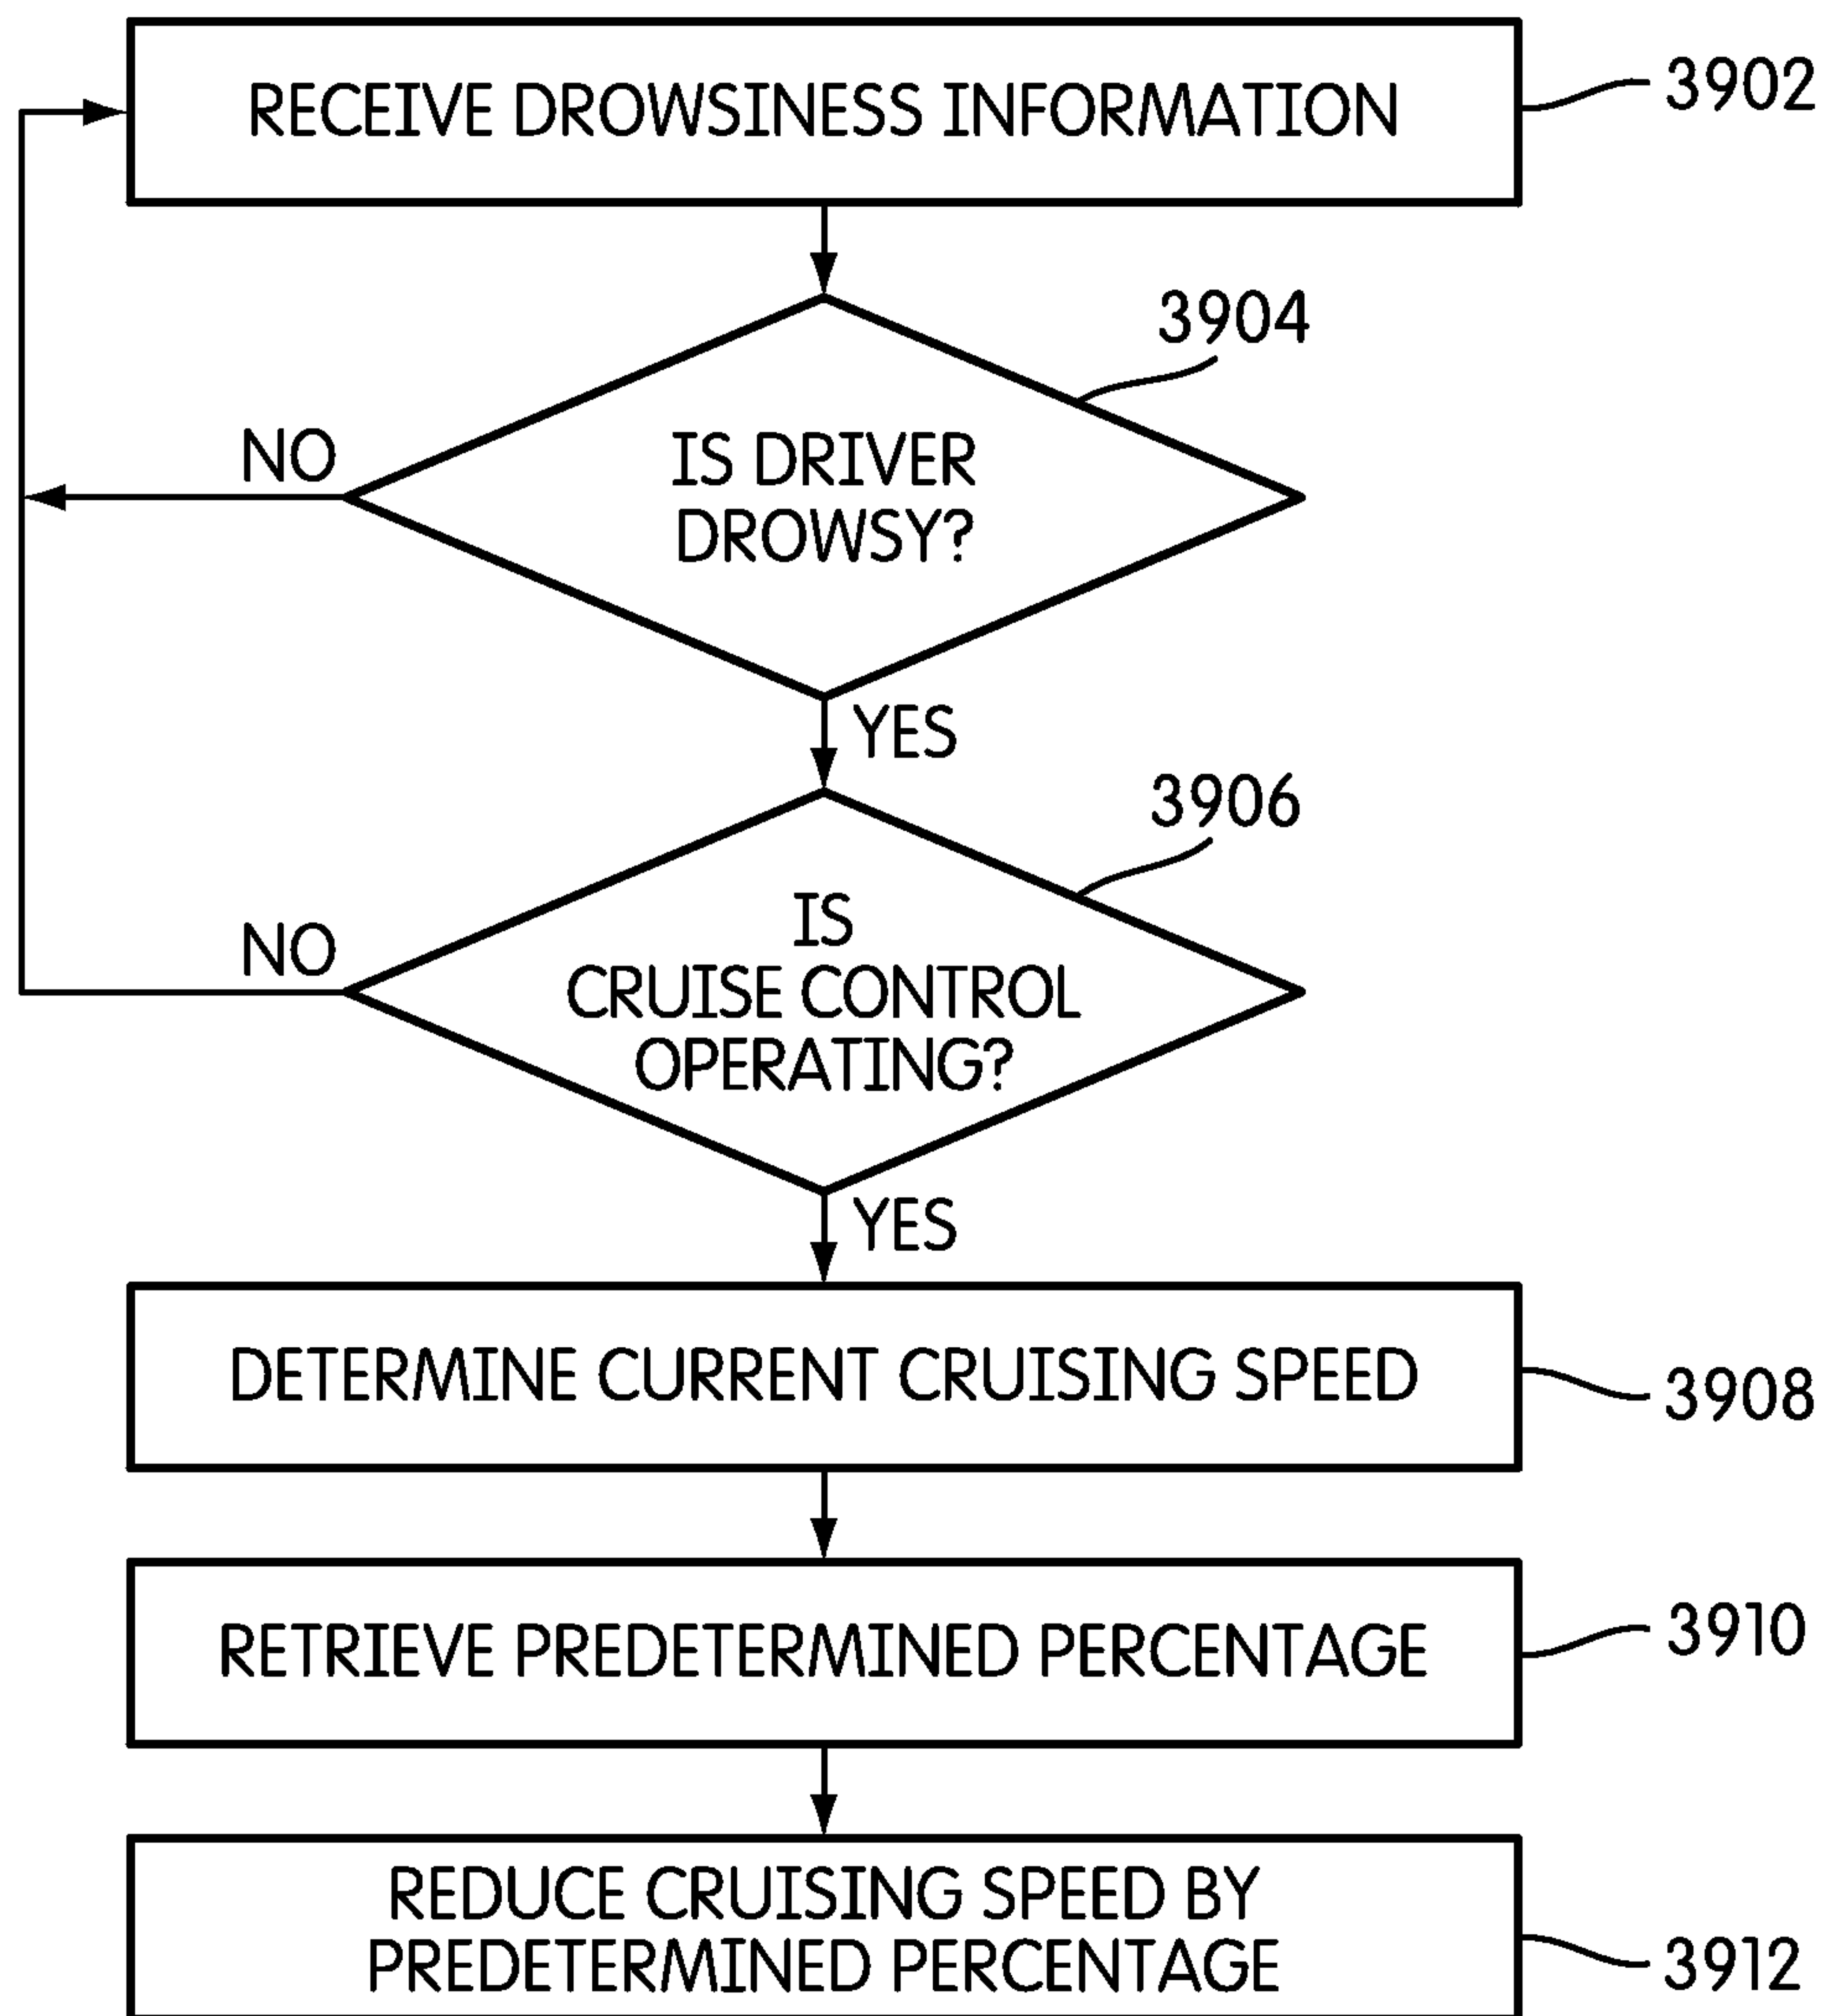 RECEIVE DROWSINESS INFORMATION
3902
3904
IS DRIVER
DROWSY?
NO
YES
3906
IS
CRUISE CONTROL
OPERATING?
NO
YES
DETERMINE CURRENT CRUISING SPEED
3908
RETRIEVE PREDETERMINED PERCENTAGE
3910
REDUCE CRUISING SPEED BY
PREDETERMINED PERCENTAGE
3912